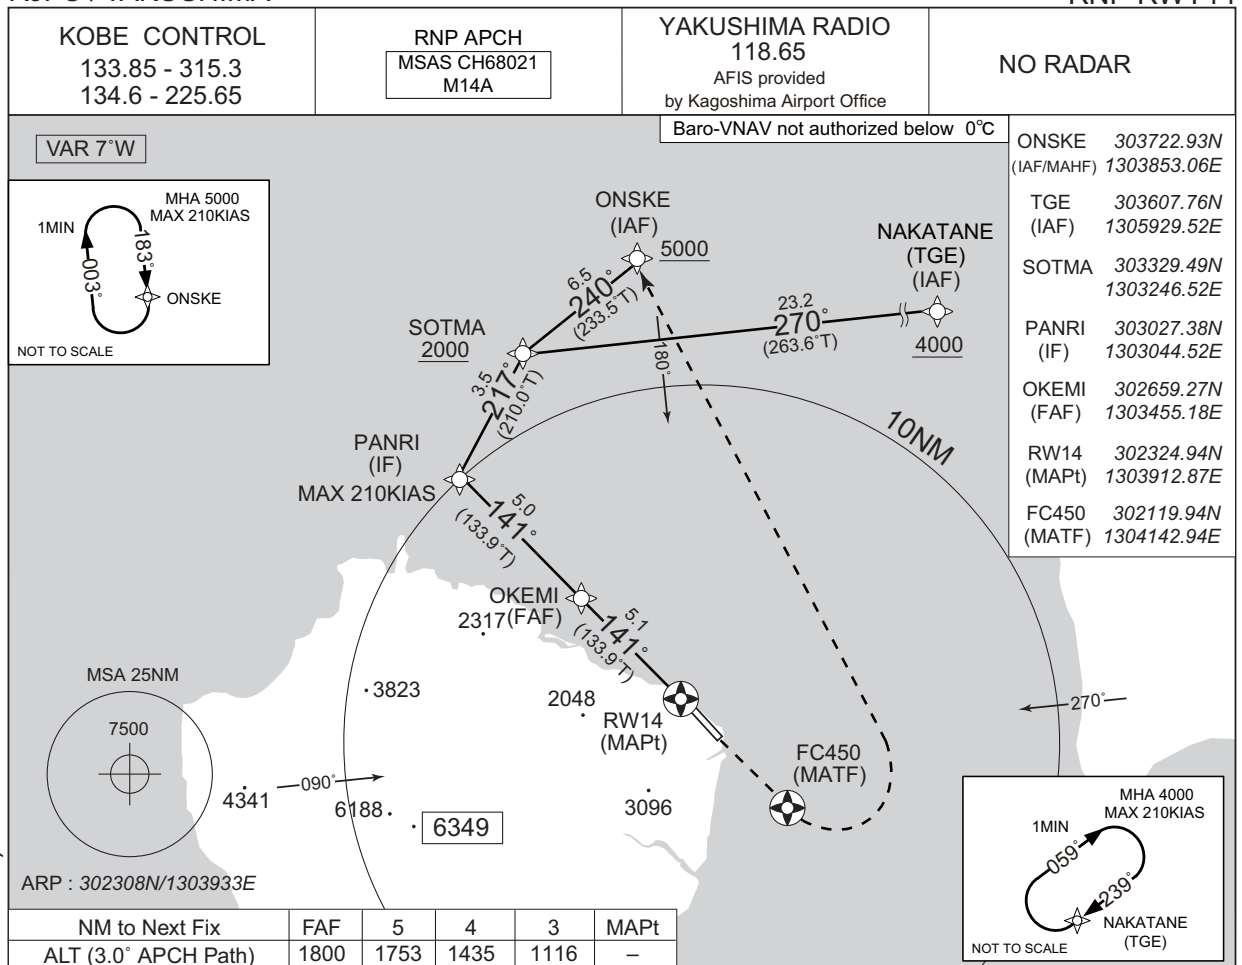 KOBE CONTROL
133.85 - 315.3
134.6 - 225.65
RNP APCH
MSAS CH68021
M14A
YAKUSHIMA RADIO
118.65
AFIS provided
by Kagoshima Airport Office
NO RADAR
Baro-VNAV not authorized below 0°C
VAR 7°W
MHA 5000
MAX 210KIAS
1MIN
183°
003°
ONSKE
NOT TO SCALE
ONSKE 303722.93N
(IAF/MAHF) 1303853.06E
TGE 303607.76N
(IAF) 1305929.52E
SOTMA 303329.49N
1303246.52E
PANRI 303027.38N
(IF) 1303044.52E
OKEMI 302659.27N
(FAF) 1303455.18E
RW14 302324.94N
(MAPt) 1303912.87E
FC450 302119.94N
(MATF) 1304142.94E
ONSKE
(IAF)
5000
NAKATANE
(TGE)
(IAF)
4000
6.5
240°
(233.5°T)
23.2
270°
(263.6°T)
SOTMA
2000
180°
3.5
217°
(210.0°T)
10NM
PANRI
(IF)
MAX 210KIAS
5.0
141°
(133.9°T)
OKEMI
(FAF)
2317
5.1
141°
(133.9°T)
3823
2048
RW14
(MAPt)
270°
FC450
(MATF)
MSA 25NM
7500
4341
090°
6188
6349
3096
ARP : 302308N/1303933E
MHA 4000
MAX 210KIAS
1MIN
059°
239°
NAKATANE
(TGE)
NOT TO SCALE
NM to Next Fix FAF 5 4 3 MAPt
ALT (3.0° APCH Path) 1800 1753 1435 1116 –